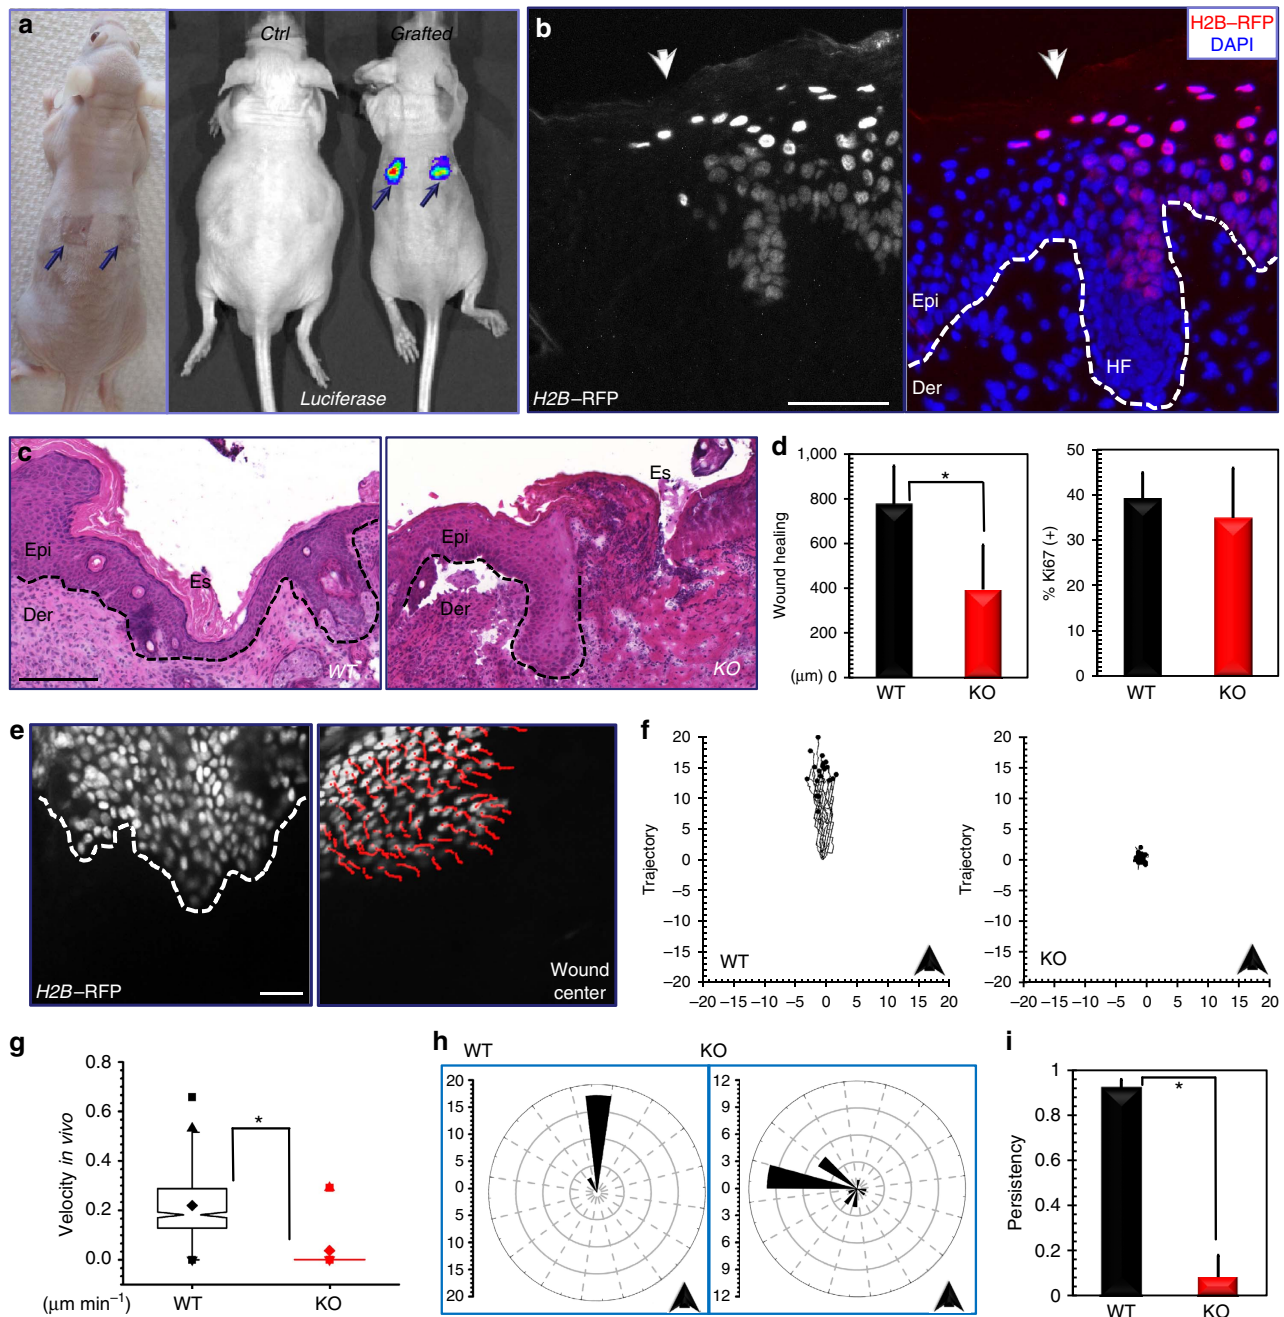 a
Ctrl
Grafted
Luciferase
b
H2B–RFP
DAPI
Epi
Der
HF
H2B–RFP
c
Epi
Es
Der
WT
Es
Epi
Der
KO
d
1,000
800
600
400
200
0
(μm)
Wound healing
*
WT
KO
50
40
30
20
10
0
% Ki67 (+)
WT
KO
e
H2B–RFP
Wound
center
f
20
15
10
5
0
–5
–10
–15
–20
Trajectory
WT
–20 –15 –10 –5 0 5 10 15 20
20
15
10
5
0
–5
–10
–15
–20
Trajectory
KO
–20 –15 –10 –5 0 5 10 15 20
g
0.8
0.6
0.4
0.2
0.0
Velocity in vivo
(μm min⁻¹)
*
WT
KO
h
WT
KO
20
15
10
5
0
5
10
15
20
12
9
6
3
0
3
6
9
12
i
1
0.8
0.6
0.4
0.2
0
Persistency
*
WT
KO